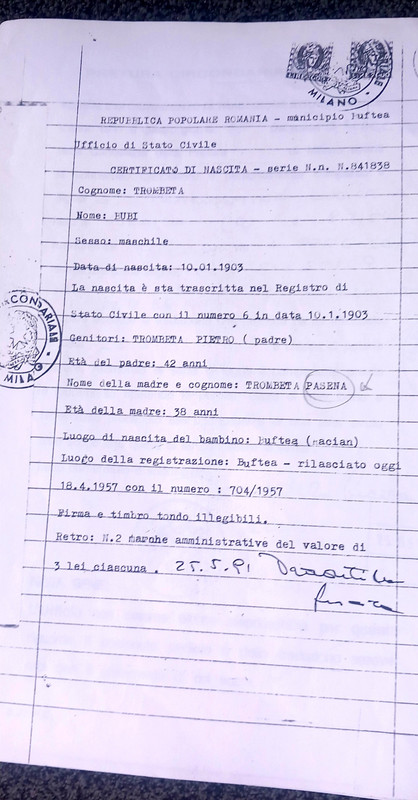 MILANO
REPUBBLICA POPOLARE ROMANIA - municipio Buftea
Ufficio di Stato Civile
CERTIFICATO DI NASCITA - serie N.n. N.841838
Cognome: TROMBETA
Nome: BUBI
Sesso: maschile
Data di nascita: 10.01.1903
La nascita è sta trascritta nel Registro di
Stato Civile con il numero 6 in data 10.1.1903
Genitori: TROMBETA PIETRO ( padre)
Età del padre: 42 anni
Nome della madre e cognome: TROMBETA PASENA
Età della madre: 38 anni
Luogo di nascita del bambino: Buftea (macian)
Luogo della registrazione: Buftea - rilasciato oggi
18.4.1957 con il numero : 704/1957
Firma e timbro tondo illegibili.
Retro: N.2 marche amministrative del valore di
3 lei ciascuna . 25.5.91
CONDARIALE
MILANO